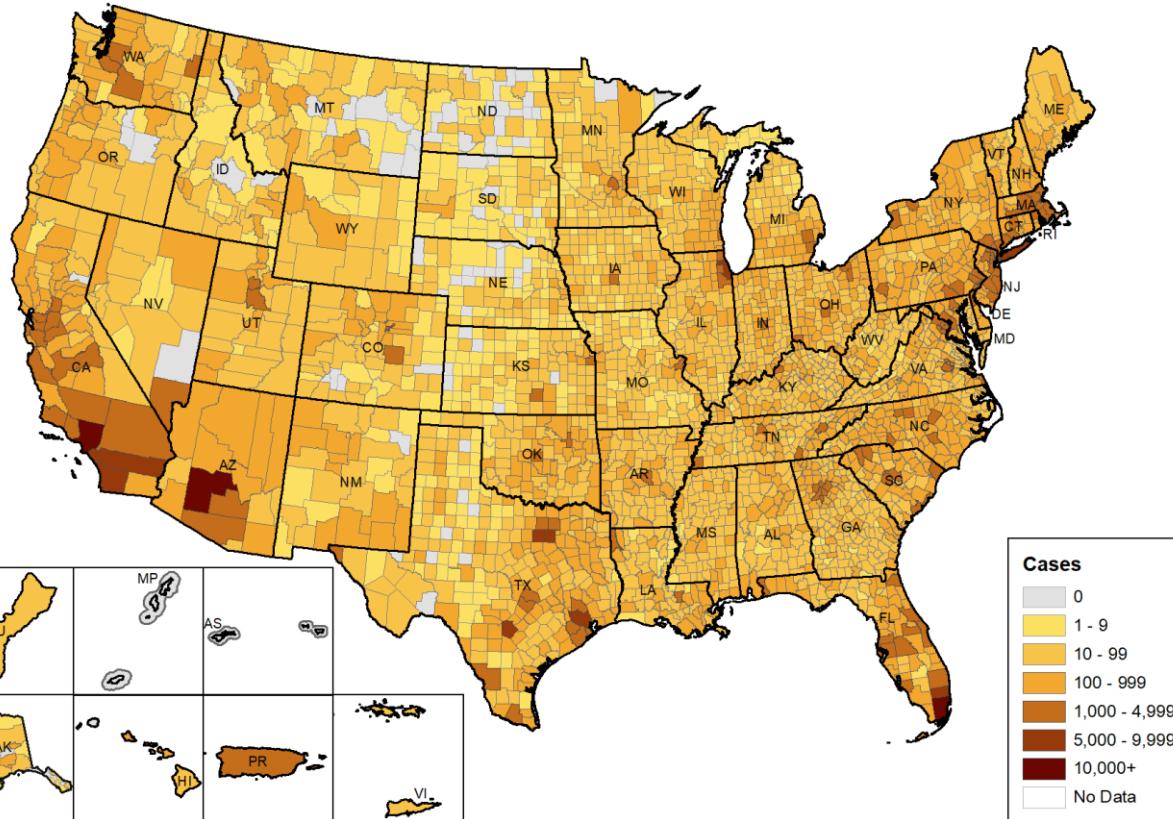 WA
MT
ND
MN
ME
OR
ID
SD
WI
MI
VT
NH
NY
MA
CT
RI
WY
IA
NE
PA
NJ
NV
UT
CO
IL
IN
OH
DE
MD
WV
VA
CA
KS
MO
KY
AZ
NM
OK
AR
TN
NC
SC
MS
AL
GA
TX
LA
FL
MP
AS
AK
HI
PR
VI
Cases
0
1 - 9
10 - 99
100 - 999
1,000 - 4,999
5,000 - 9,999
10,000+
No Data